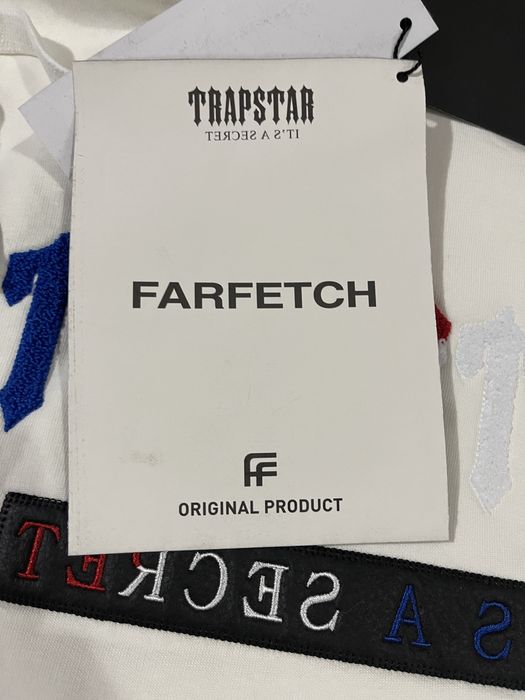 TRAPSTAR
IT'S A SECRET
FARFETCH
FF
ORIGINAL PRODUCT
T
T
S A SECRET